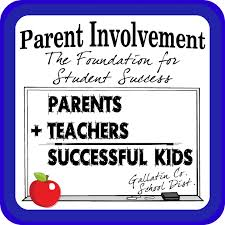 Parent Involvement
The Foundation for
Student Success
PARENTS
+ TEACHERS
SUCCESSFUL KIDS
Gallatin Co.
School Dist.